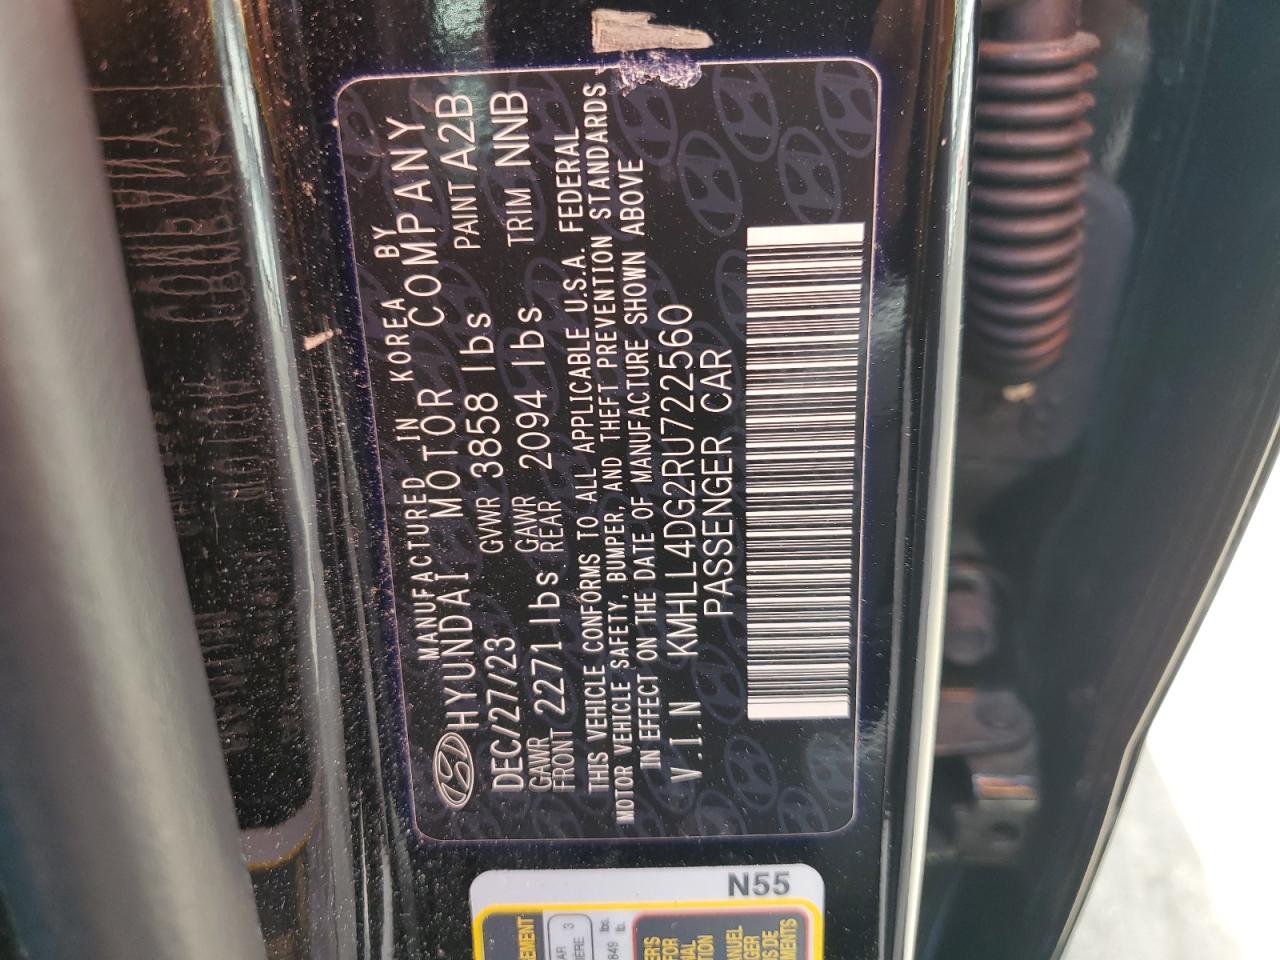 MANUFACTURED IN KOREA BY
HYUNDAI MOTOR COMPANY
DEC/27/23 GVWR 3858 lbs PAINT A2B
GAWR FRONT 2271 lbs GAWR REAR 2094 lbs TRIM NNB
THIS VEHICLE CONFORMS TO ALL APPLICABLE U.S.A. FEDERAL
MOTOR VEHICLE SAFETY, BUMPER, AND THEFT PREVENTION STANDARDS
IN EFFECT ON THE DATE OF MANUFACTURE SHOWN ABOVE
V.I.N KMHLL4DG2RU722560
PASSENGER CAR
N55